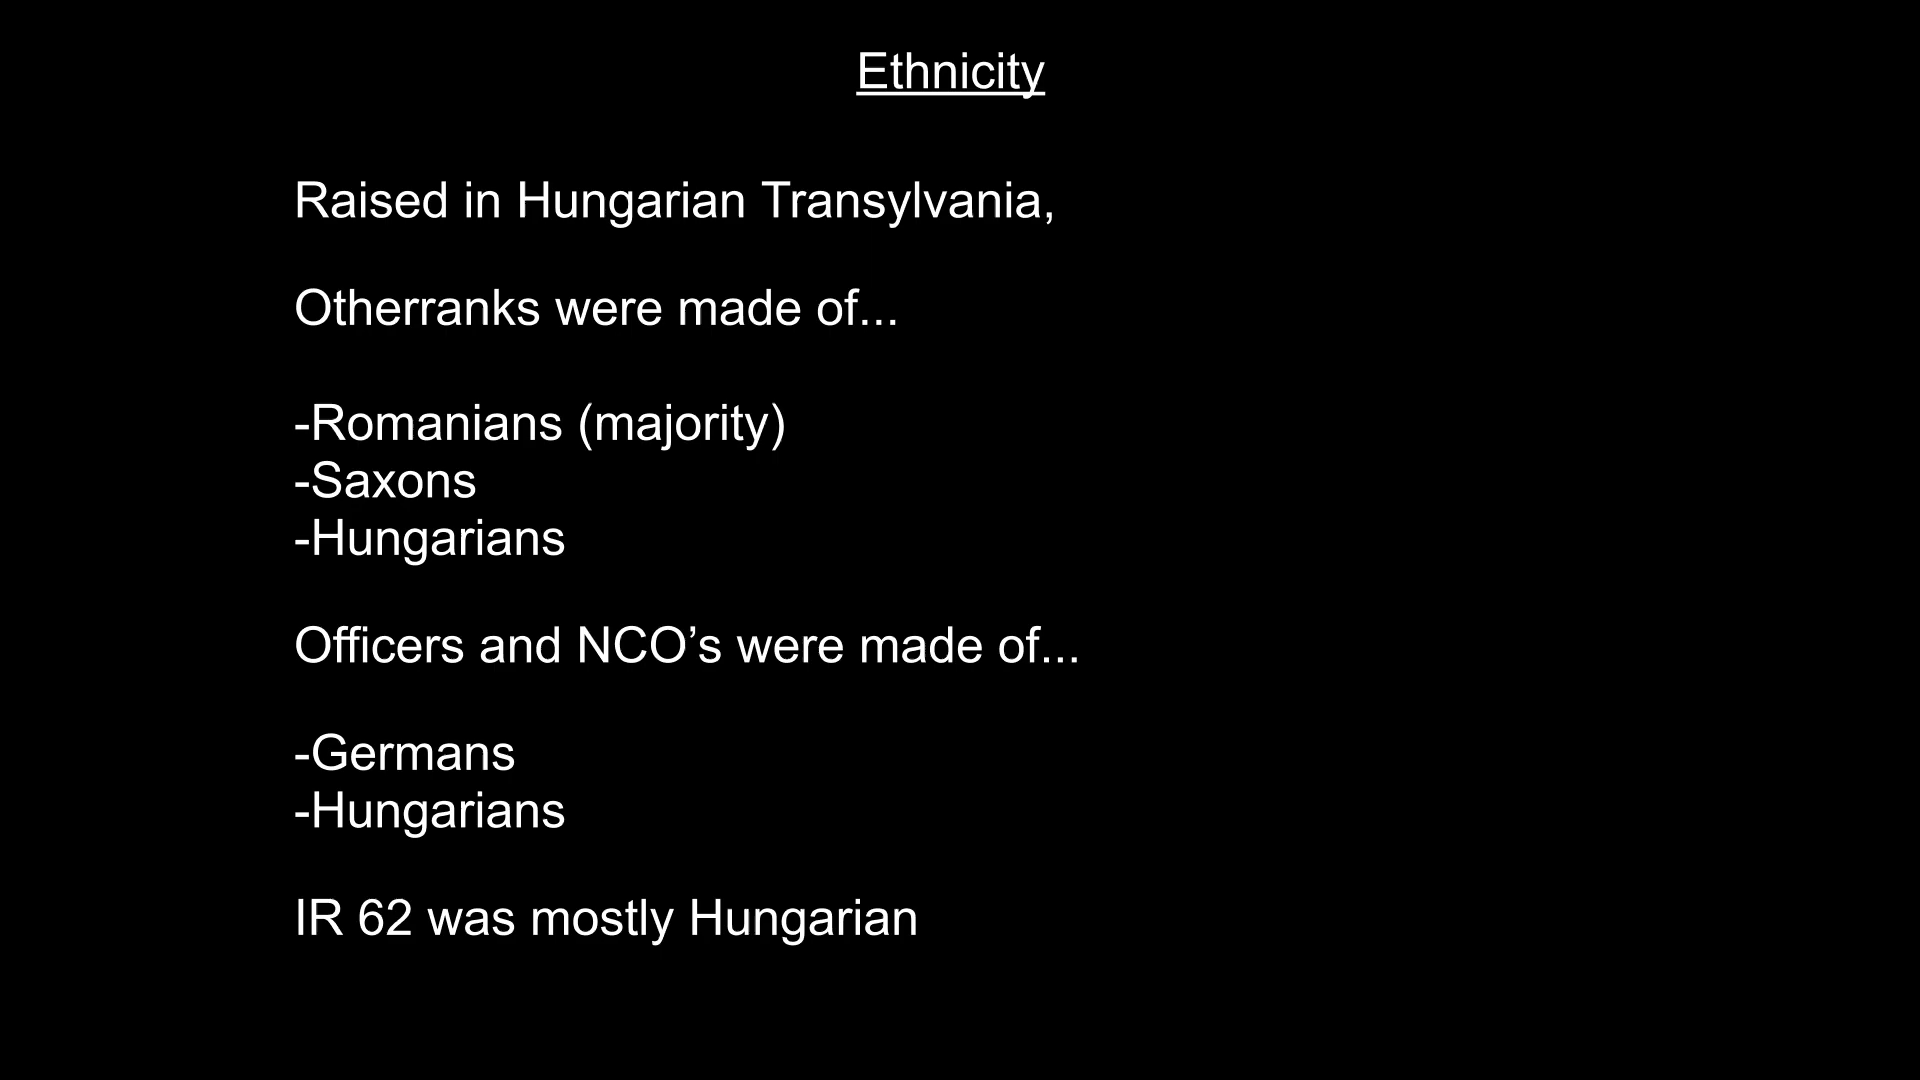 Ethnicity
Raised in Hungarian Transylvania,
Otherranks were made of...
-Romanians (majority)
-Saxons
-Hungarians
Officers and NCO’s were made of...
-Germans
-Hungarians
IR 62 was mostly Hungarian